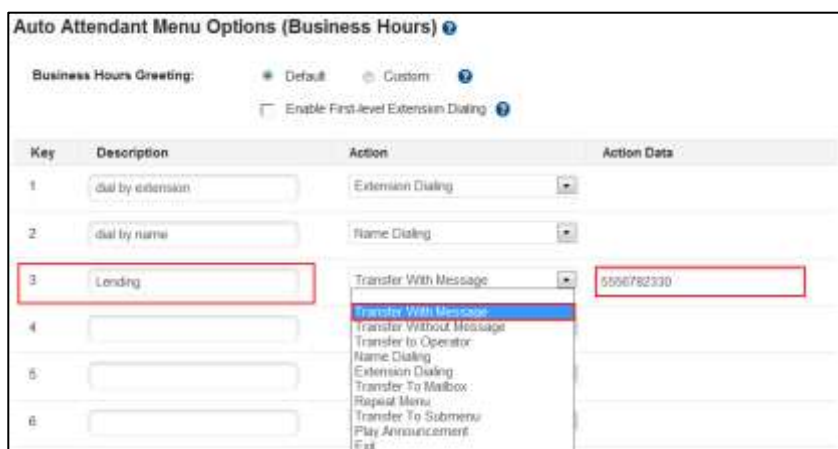 Auto Attendant Menu Options (Business Hours) ?
Business Hours Greeting: Default Custom ?
Enable First-level Extension Dialing ?
Key Description Action Action Data
1 dial by extension Extension Dialing
2 dial by name Name Dialing
3 Lending Transfer With Message 5556782330
Transfer With Message
4 Transfer Without Message
Transfer to Operator
Name Dialing
5 Extension Dialing
Transfer To Mailbox
Repeat Menu
6 Transfer To Submenu
Play Announcement
Exit